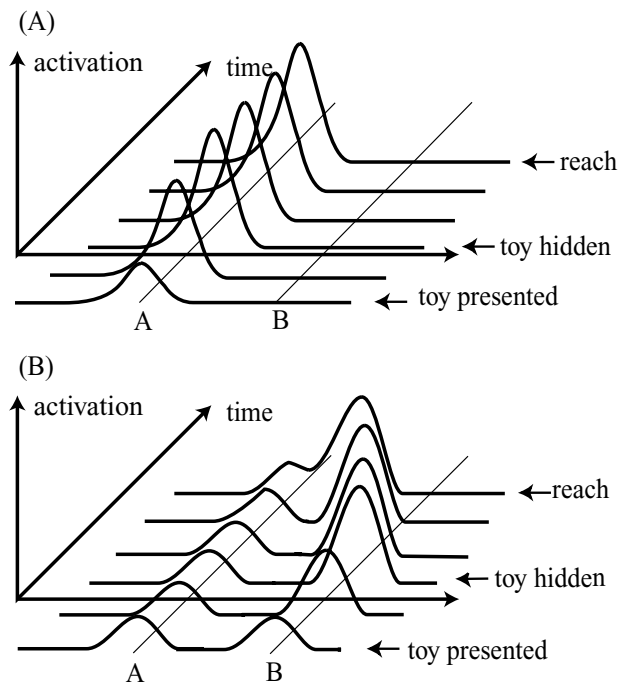 (A)
activation
time
reach
toy hidden
toy presented
A
B
(B)
activation
time
reach
toy hidden
toy presented
A
B